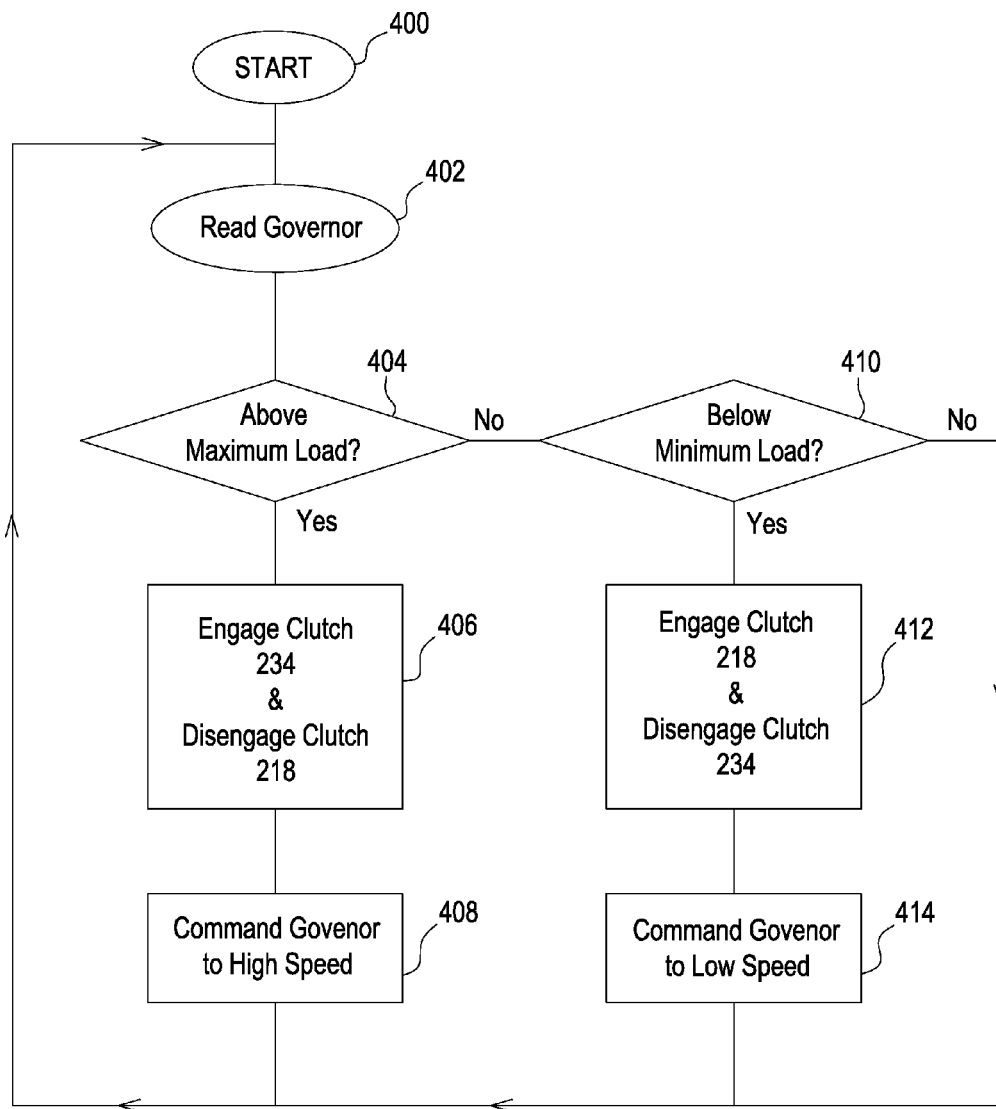 400
START
402
Read Governor
404
Above
Maximum Load?
No
Yes
410
Below
Minimum Load?
No
Yes
Engage Clutch
234
&
Disengage Clutch
218
406
Engage Clutch
218
&
Disengage Clutch
234
412
Command Govenor
to High Speed
408
Command Govenor
to Low Speed
414